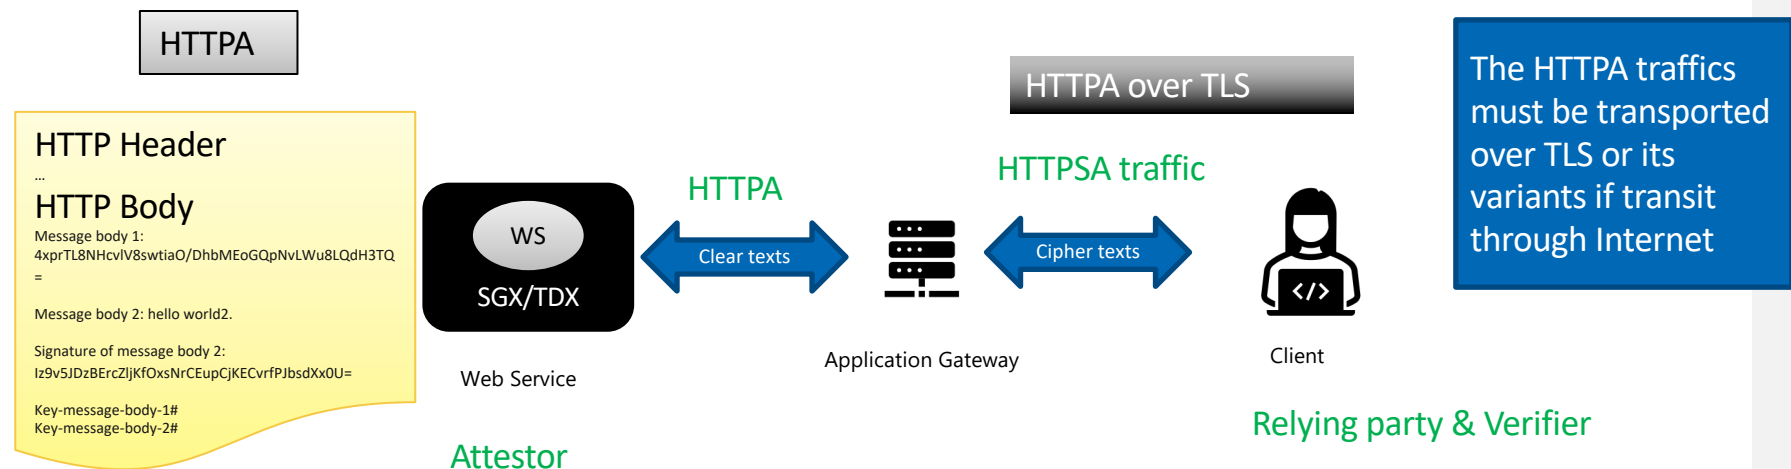 HTTPA
HTTP Header
...
HTTP Body
Message body 1:
4xprTL8NHcvlV8swtiaO/DhbMEoGQpNvLWu8LQdH3TQ
=
Message body 2: hello world2.
Signature of message body 2:
Iz9v5JDzBErcZljKfOxsNrCEupCjKECvrfPJbsdXx0U=
Key-message-body-1#
Key-message-body-2#
WS
SGX/TDX
Web Service
Attestor
HTTPA
Clear texts
Application Gateway
HTTPA over TLS
HTTPSA traffic
Cipher texts
</>
Client
Relying party & Verifier
The HTTPA traffics
must be transported
over TLS or its
variants if transit
through Internet